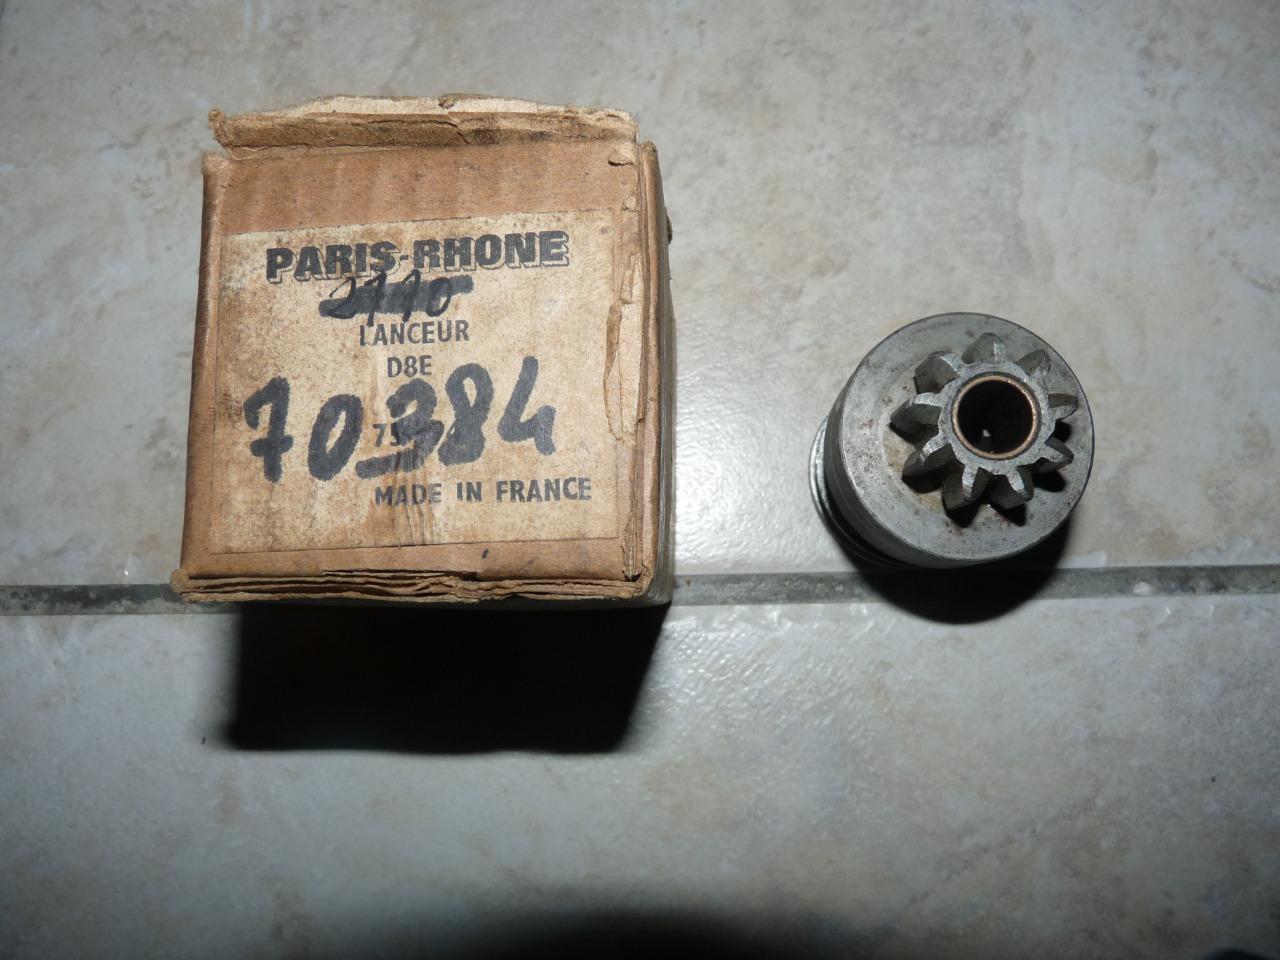 PARIS-RHONE
2110
LANCEUR
D8E
70384
MADE IN FRANCE